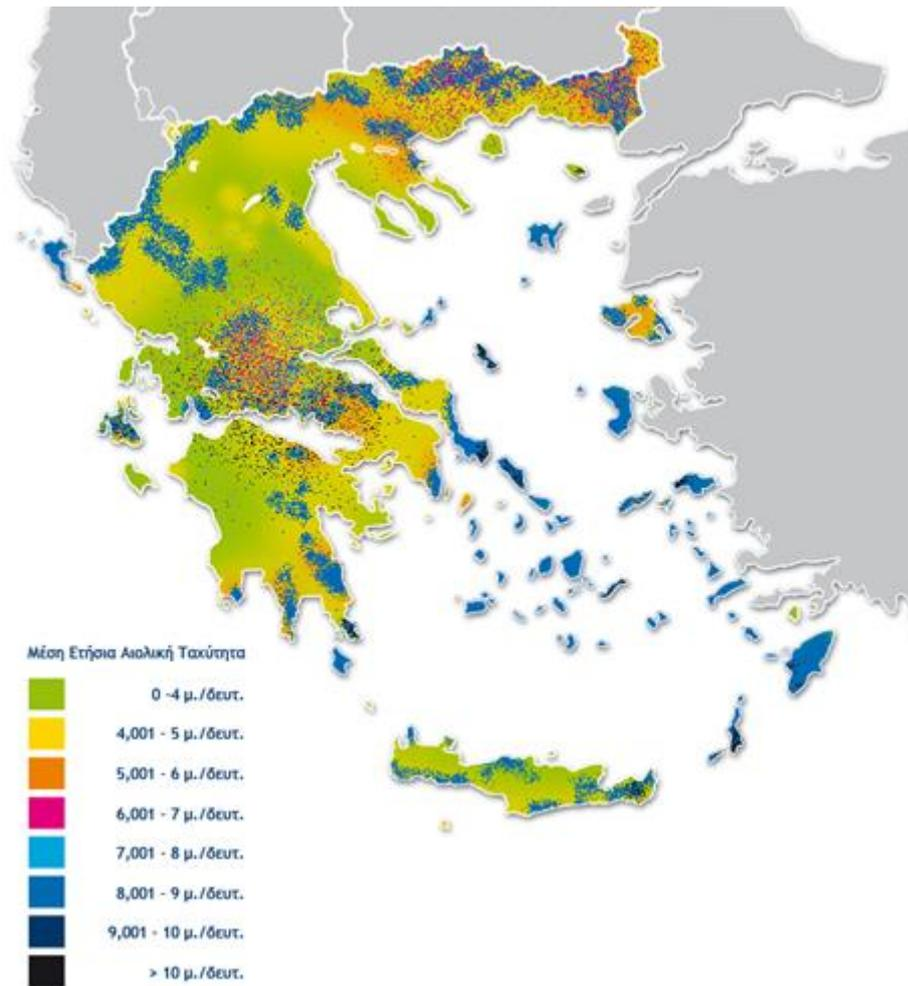 Μέση Ετήσια Αιολική Ταχύτητα
0 -4 μ./δευτ.
4,001 - 5 μ./δευτ.
5,001 - 6 μ./δευτ.
6,001 - 7 μ./δευτ.
7,001 - 8 μ./δευτ.
8,001 - 9 μ./δευτ.
9,001 - 10 μ./δευτ.
> 10 μ./δευτ.